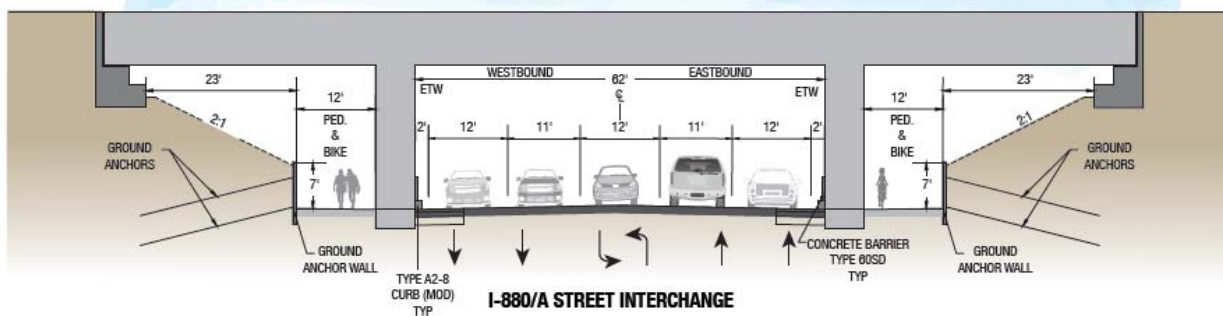 WESTBOUND
62'
EASTBOUND
ETW
℄
ETW
23'
12'
PED.
&
BIKE
2:1
GROUND
ANCHORS
7'
2'
12'
11'
12'
11'
12'
2'
12'
PED.
&
BIKE
23'
2:1
GROUND
ANCHORS
7'
GROUND
ANCHOR WALL
TYPE A2-8
CURB (MOD)
TYP
CONCRETE BARRIER
TYPE 60SD
TYP
GROUND
ANCHOR WALL
I-880/A STREET INTERCHANGE